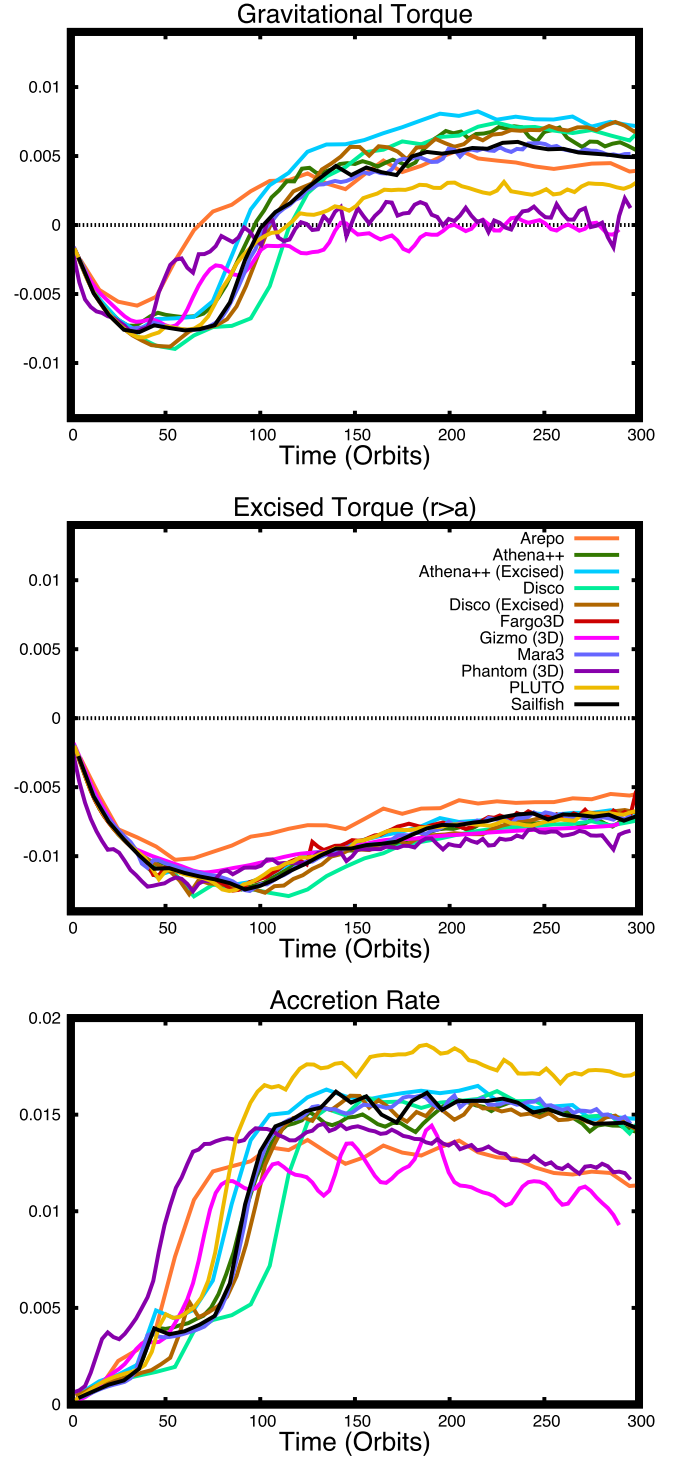 Gravitational Torque
0.01
0.005
0
-0.005
-0.01
0 50 100 150 200 250 300
Time (Orbits)
Excised Torque (r>a)
Arepo
0.01
Athena++
Athena++ (Excised)
Disco
Disco (Excised)
Fargo3D
0.005
Gizmo (3D)
Mara3
Phantom (3D)
PLUTO
Sailfish
0
-0.005
-0.01
0 50 100 150 200 250 300
Time (Orbits)
Accretion Rate
0.02
0.015
0.01
0.005
0
0 50 100 150 200 250 300
Time (Orbits)